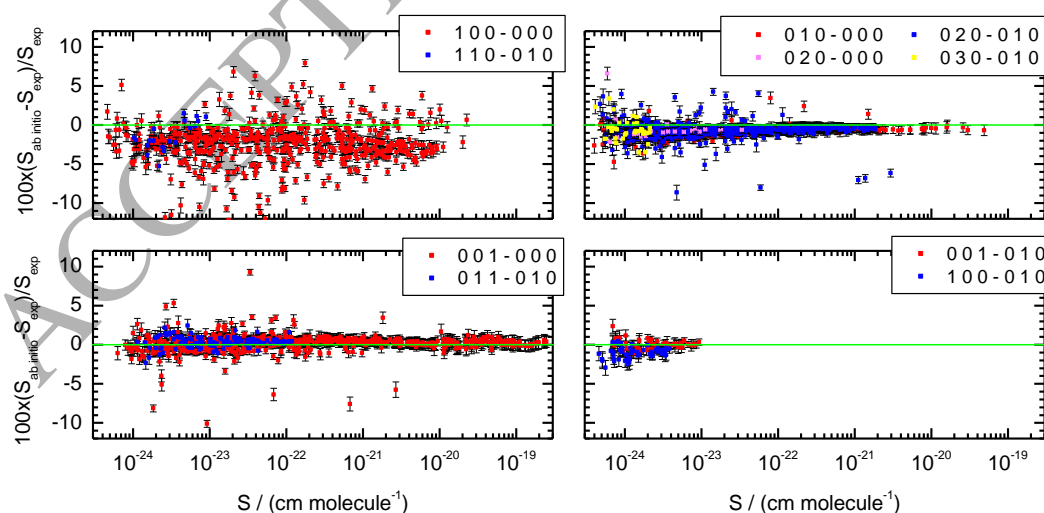 ACCEPT
100x(S_ab initio-S_exp)/S_exp
10
5
0
-5
-10
100-000
110-010
010-000 020-010
020-000 030-010
100x(S_ab initio-S_exp)/S_exp
10
5
0
-5
-10
001-000
011-010
001-010
100-010
10^-24 10^-23 10^-22 10^-21 10^-20 10^-19
10^-24 10^-23 10^-22 10^-21 10^-20 10^-19
S / (cm molecule^-1)
S / (cm molecule^-1)